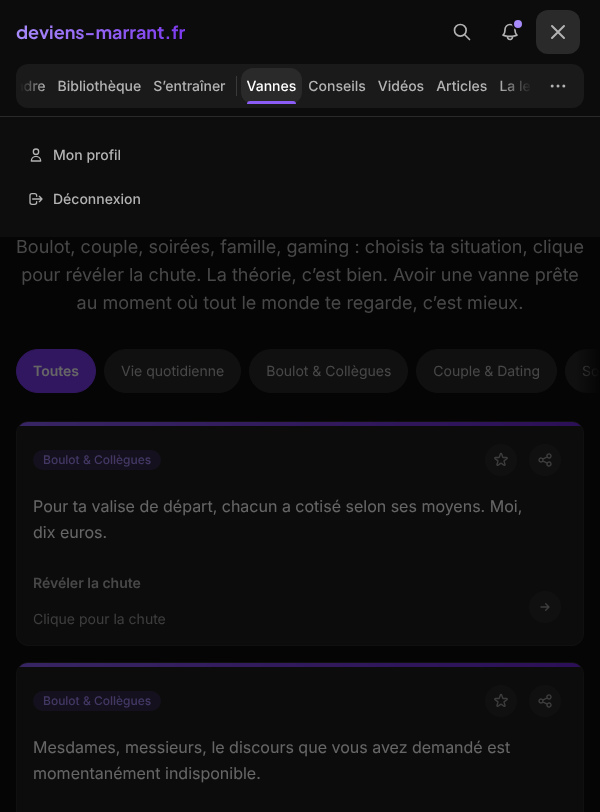 deviens-marrant.fr
dre Bibliothèque S’entraîner Vannes Conseils Vidéos Articles La le
Mon profil
Déconnexion
Boulot, couple, soirées, famille, gaming : choisis ta situation, clique
pour révéler la chute. La théorie, c’est bien. Avoir une vanne prête
au moment où tout le monde te regarde, c’est mieux.
Toutes Vie quotidienne Boulot & Collègues Couple & Dating
Boulot & Collègues
Pour ta valise de départ, chacun a cotisé selon ses moyens. Moi,
dix euros.
Révéler la chute
Clique pour la chute
Boulot & Collègues
Mesdames, messieurs, le discours que vous avez demandé est
momentanément indisponible.